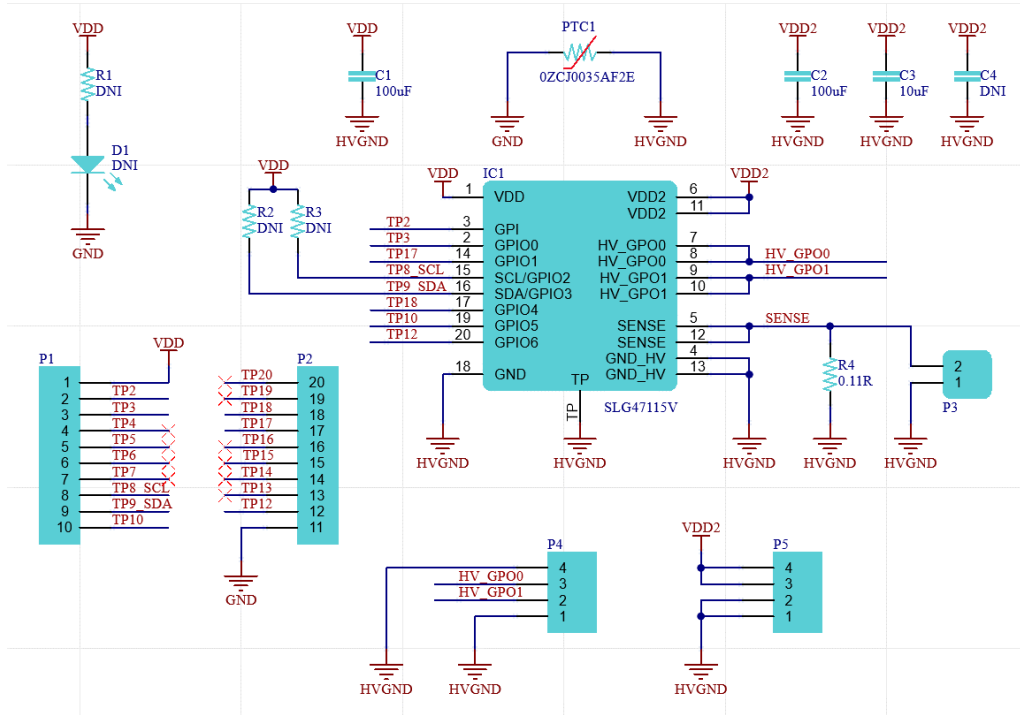 VDD
R1
DNI
D1
DNI
GND
VDD
C1
100uF
HVGND
PTC1
0ZCJ0035AF2E
GND
HVGND
VDD2
C2
100uF
HVGND
VDD2
C3
10uF
HVGND
VDD2
C4
DNI
HVGND
VDD
R2
DNI
R3
DNI
VDD
IC1
VDD2
1 VDD
TP2 3 GPI
TP3 2 GPIO0
TP17 14 GPIO1
TP8_SCL 15 SCL/GPIO2
TP9_SDA 16 SDA/GPIO3
TP18 17 GPIO4
TP10 19 GPIO5
TP12 20 GPIO6
18 GND
VDD2 6
VDD2 11
HV_GPO0 7
HV_GPO0 8 HV_GPO0
HV_GPO1 9 HV_GPO1
HV_GPO1 10
SENSE 5 SENSE
SENSE 12
GND_HV 4
GND_HV 13
TP
TP
SLG47115V
HVGND
HVGND
HVGND
R4
0.11R
HVGND
2
1
P3
HVGND
P1
VDD
1
2 TP2
3 TP3
4 TP4
5 TP5
6 TP6
7 TP7
8 TP8_SCL
9 TP9_SDA
10 TP10
P2
TP20 20
TP19 19
TP18 18
TP17 17
TP16 16
TP15 15
TP14 14
TP13 13
TP12 12
11
GND
P4
4
HV_GPO0 3
HV_GPO1 2
1
HVGND
HVGND
VDD2
P5
4
3
2
1
HVGND